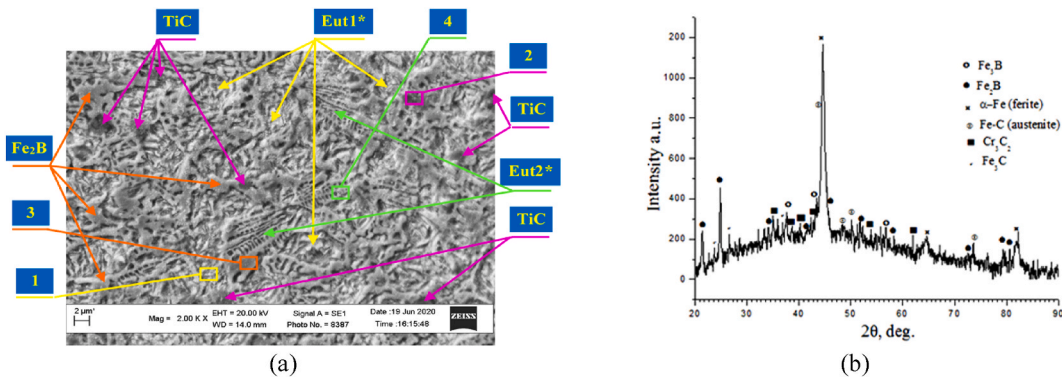 TiC
Eut1*
4
2
TiC
Fe₂B
Eut2*
3
TiC
1
2 µm
Mag = 2.00 K X
EHT = 20.00 kV
WD = 14.0 mm
Signal A = SE1
Photo No. = 8387
Date :19 Jun 2020
Time :16:15:48
ZEISS
(a)
Intensity a.u.
1200
1000
800
600
400
200
0
20 30 40 50 60 70 80 90
2θ, deg.
Fe₃B
Fe₂B
α–Fe (ferite)
Fe-C (austenite)
Cr₃C₂
(b)